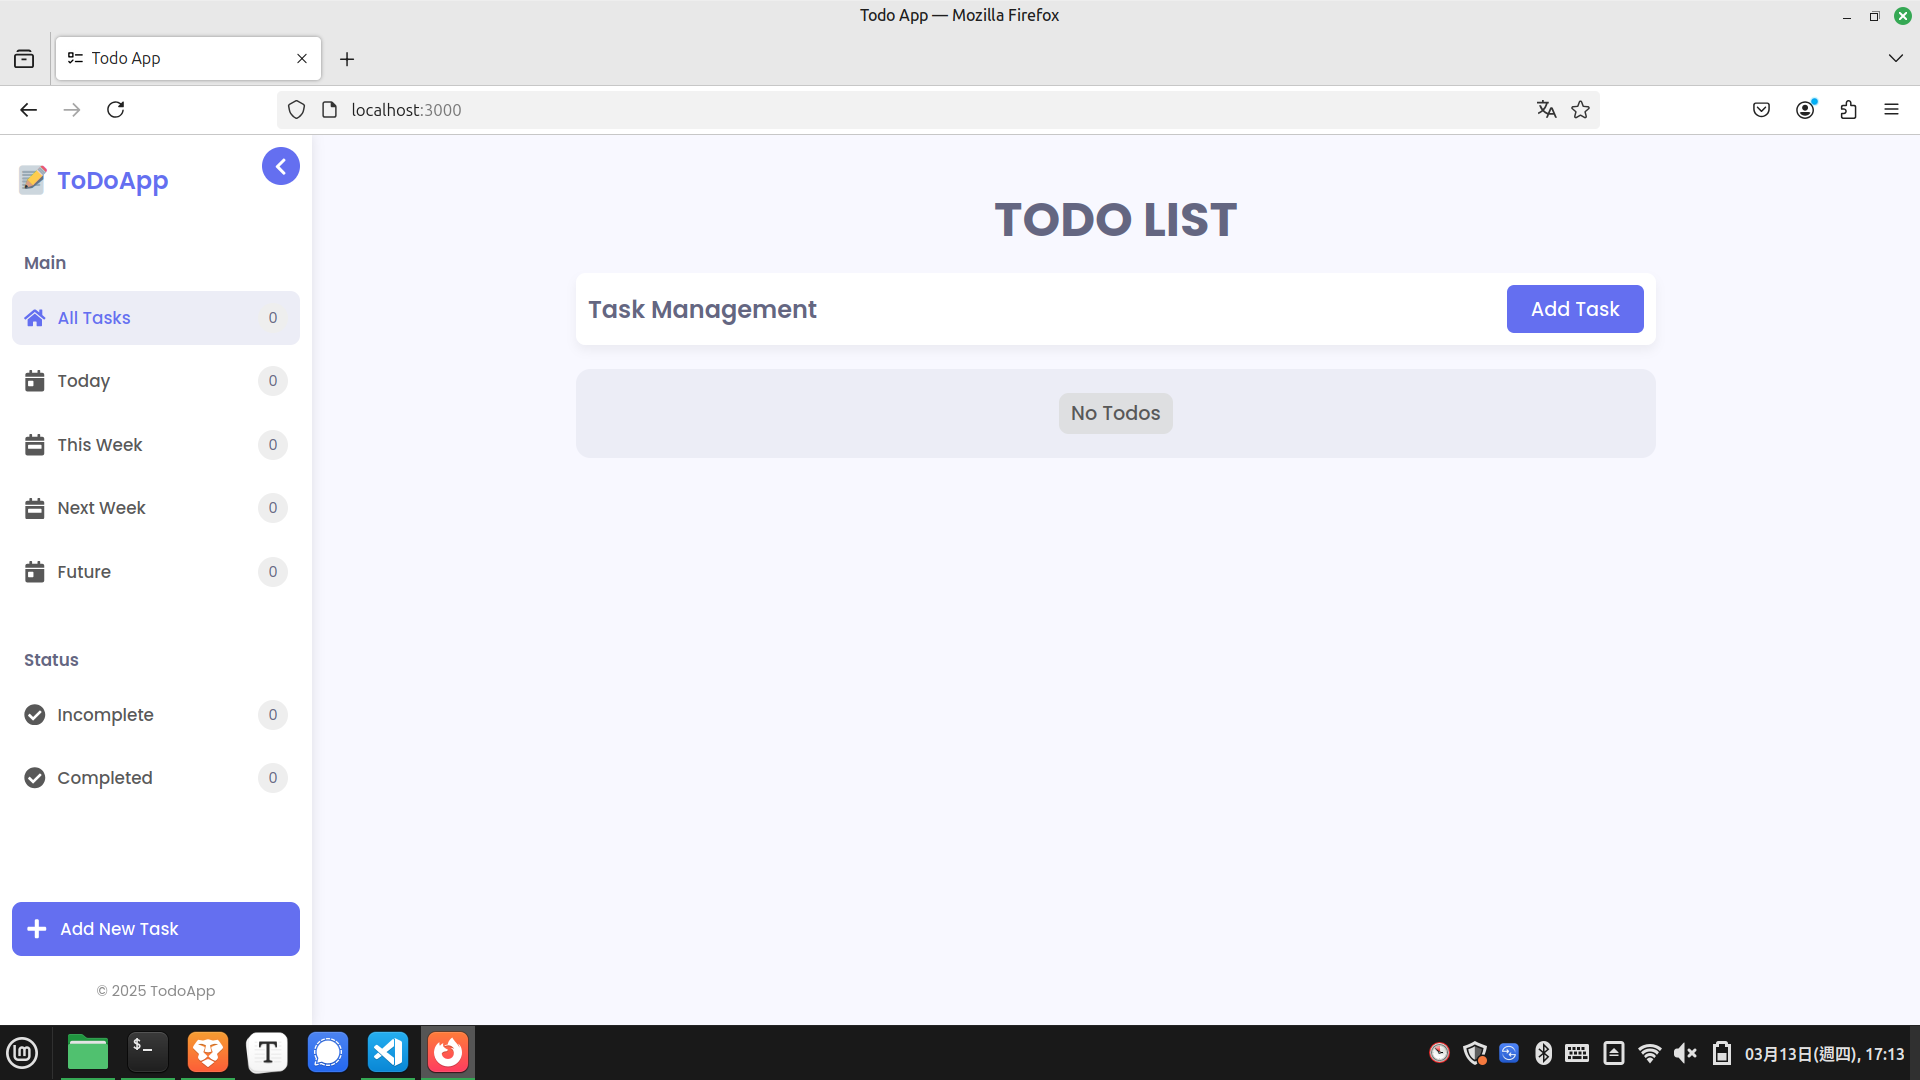 Todo App — Mozilla Firefox
Todo App
localhost:3000
ToDoApp
Main
All Tasks 0
Today 0
This Week 0
Next Week 0
Future 0
Status
Incomplete 0
Completed 0
Add New Task
© 2025 TodoApp
TODO LIST
Task Management
Add Task
No Todos
$_
T
03月13日(週四), 17:13